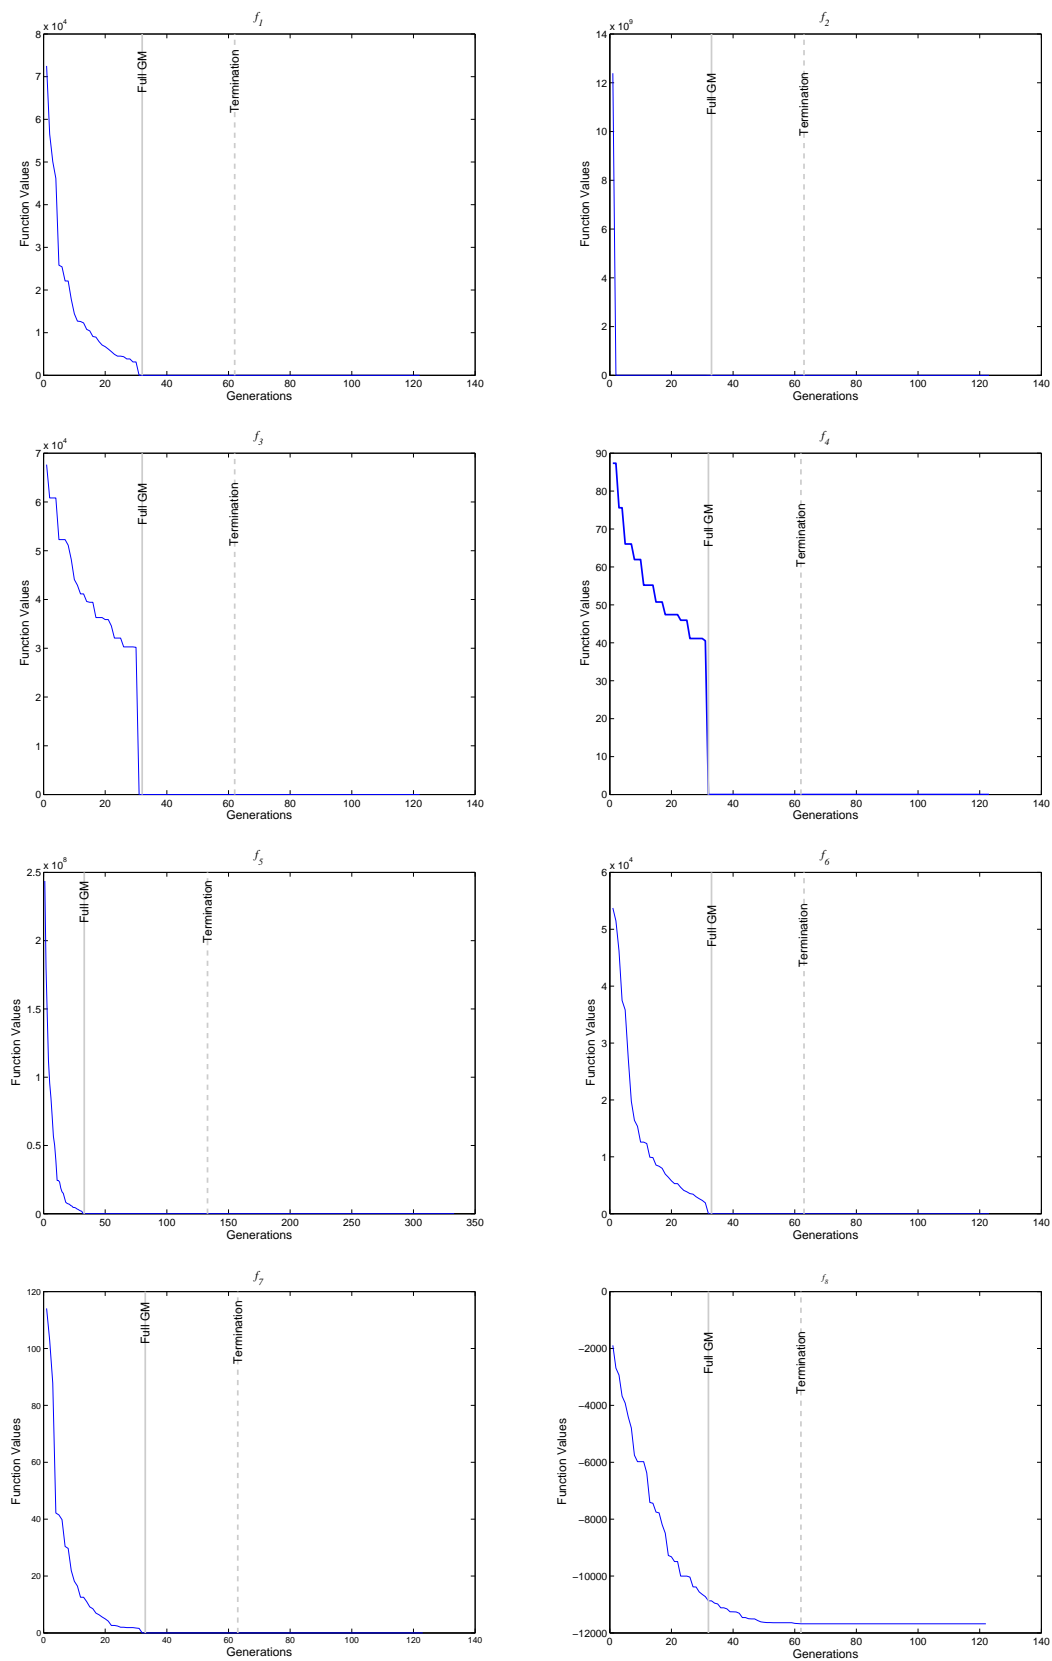 f_1
x 10^4
8
7
6
5
4
3
2
1
0
Function Values
Full GM
Termination
0 20 40 60 80 100 120 140
Generations
f_2
x 10^9
14
12
10
8
6
4
2
0
Function Values
Full GM
Termination
0 20 40 60 80 100 120 140
Generations
f_3
x 10^4
7
6
5
4
3
2
1
0
Function Values
Full GM
Termination
0 20 40 60 80 100 120 140
Generations
f_4
90
80
70
60
50
40
30
20
10
0
Function Values
Full GM
Termination
0 20 40 60 80 100 120 140
Generations
f_5
x 10^8
2.5
2
1.5
1
0.5
0
Function Values
Full GM
Termination
0 50 100 150 200 250 300 350
Generations
f_6
x 10^4
6
5
4
3
2
1
0
Function Values
Full GM
Termination
0 20 40 60 80 100 120 140
Generations
f_7
120
100
80
60
40
20
0
Function Values
Full GM
Termination
0 20 40 60 80 100 120 140
Generations
f_8
0
−2000
−4000
−6000
−8000
−10000
−12000
Function Values
Full GM
Termination
0 20 40 60 80 100 120 140
Generations